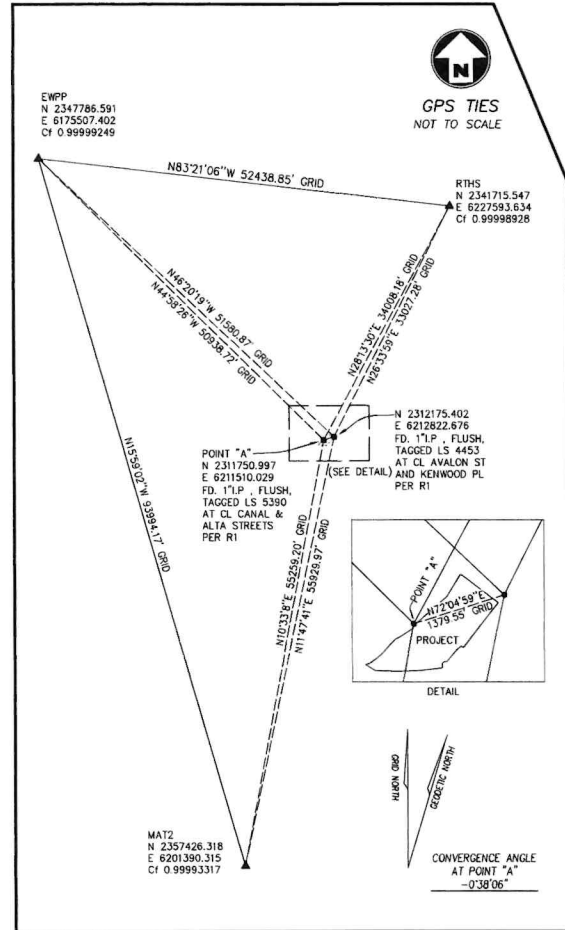 N
GPS TIES
NOT TO SCALE
EWPP
N 2347786.591
E 6175507.402
Cf 0.99999249
N83°21'06"W 52438.85' GRID
RTHS
N 2341715.547
E 6227593.634
Cf 0.99998928
N46°20'19"W 51580.87' GRID
N44°58'26"W 50938.72' GRID
N28°13'30"E 34008.18' GRID
N26°33'59"E 33027.28' GRID
N 2312175.402
E 6212822.676
FD. 1"I.P , FLUSH,
TAGGED LS 4453
AT CL AVALON ST
AND KENWOOD PL
PER R1
(SEE DETAIL)
POINT "A"
N 2311750.997
E 6211510.029
FD. 1"I.P , FLUSH,
TAGGED LS 5390
AT CL CANAL &
ALTA STREETS
PER R1
N15°59'02"W 93994.17' GRID
N10°33'8"E 55259.20' GRID
N11°47'41"E 55929.97' GRID
POINT "A"
N72°04'59"E
1379.55' GRID
PROJECT
DETAIL
GRID NORTH
GEODETIC NORTH
MAT2
N 2357426.318
E 6201390.315
Cf 0.99993317
CONVERGENCE ANGLE
AT POINT "A"
-0°38'06"